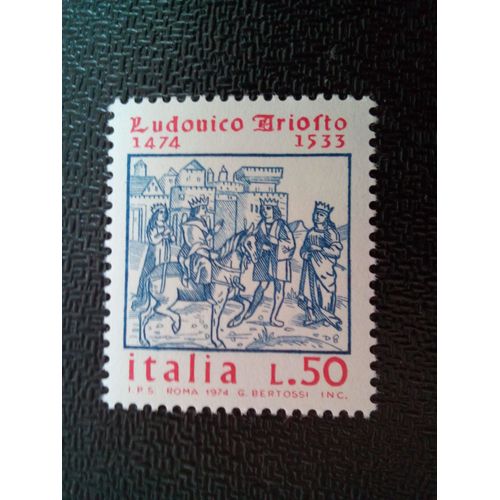 Ludovico Ariosto
1474 1533
D B
italia L.50
I.P.S. ROMA 1974 G. BERTOSSI INC.